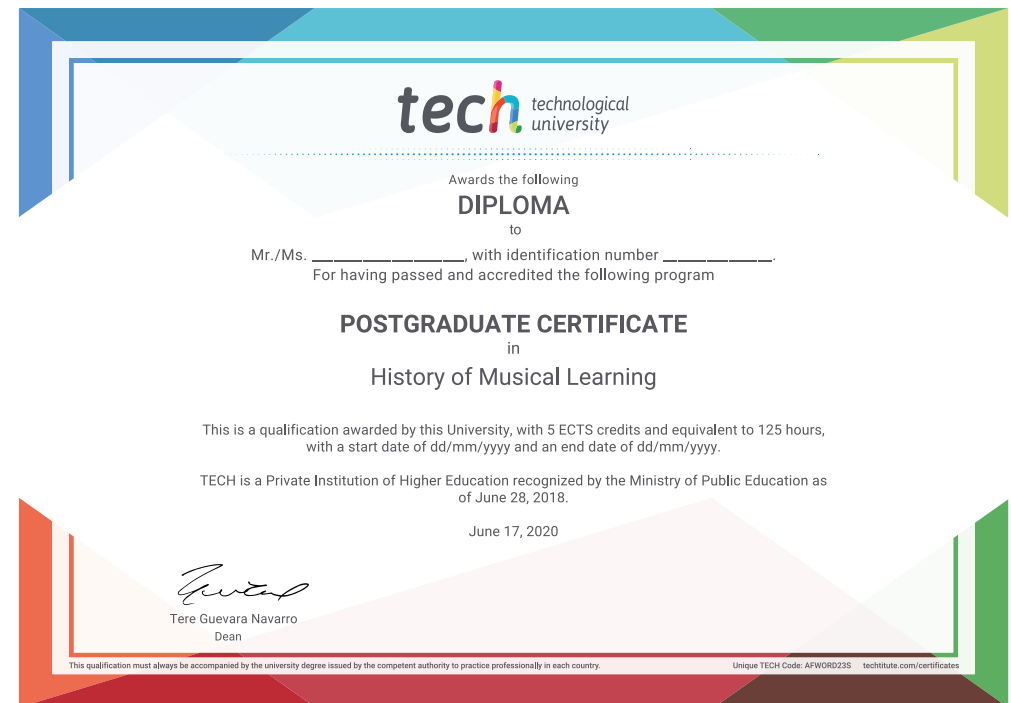 tech technological
university
Awards the following
DIPLOMA
to
Mr./Ms. __________________, with identification number _____________.
For having passed and accredited the following program
POSTGRADUATE CERTIFICATE
in
History of Musical Learning
This is a qualification awarded by this University, with 5 ECTS credits and equivalent to 125 hours,
with a start date of dd/mm/yyyy and an end date of dd/mm/yyyy.
TECH is a Private Institution of Higher Education recognized by the Ministry of Public Education as
of June 28, 2018.
June 17, 2020
Tere Guevara Navarro
Dean
This qualification must always be accompanied by the university degree issued by the competent authority to practice professionally in each country. Unique TECH Code: AFWORD23S techtitute.com/certificates